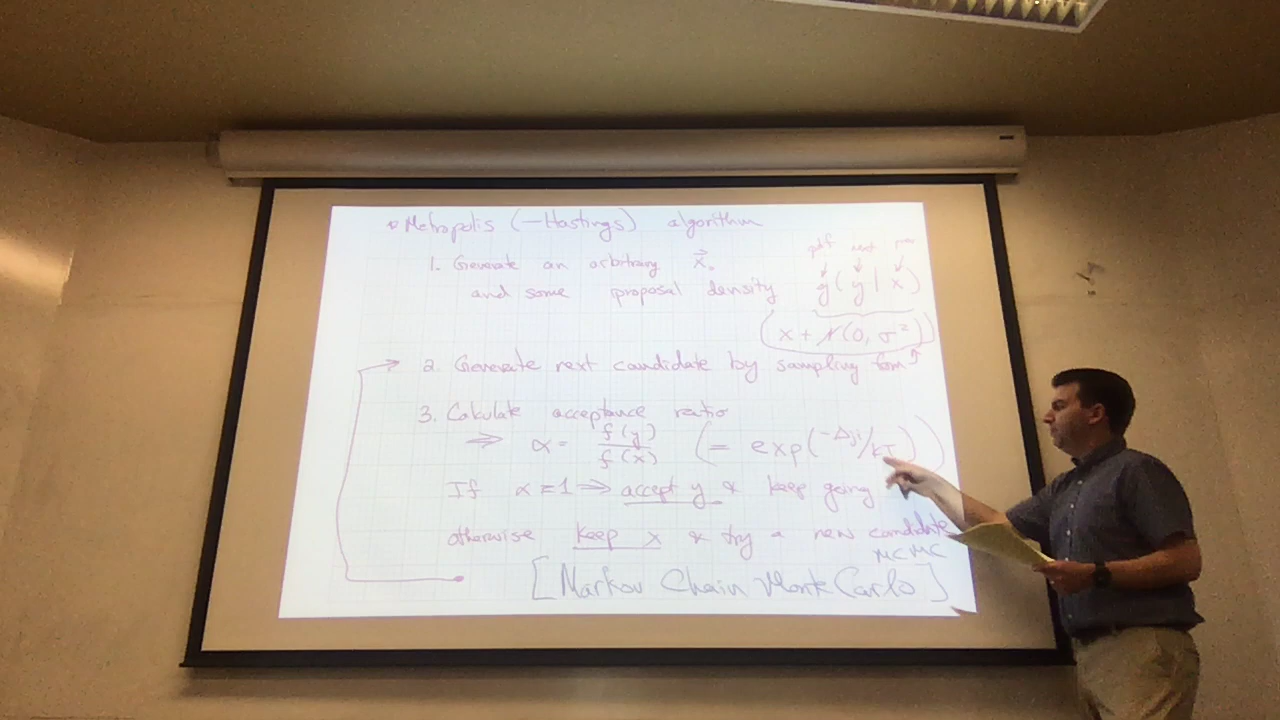 Metropolis (-Hastings) algorithm
1. Generate an arbitrary x⃗₀
pdf next prev
and some proposal density g(y|x)
(x + N(0, σ²))
2. Generate next candidate by sampling from
3. Calculate acceptance ratio
⇒ α = f(y)/f(x) (= exp(-Δji/kT))
If α ≥ 1 ⇒ accept y & keep going
otherwise keep x & try a new candidate
MCMC
[Markov Chain Monte Carlo]